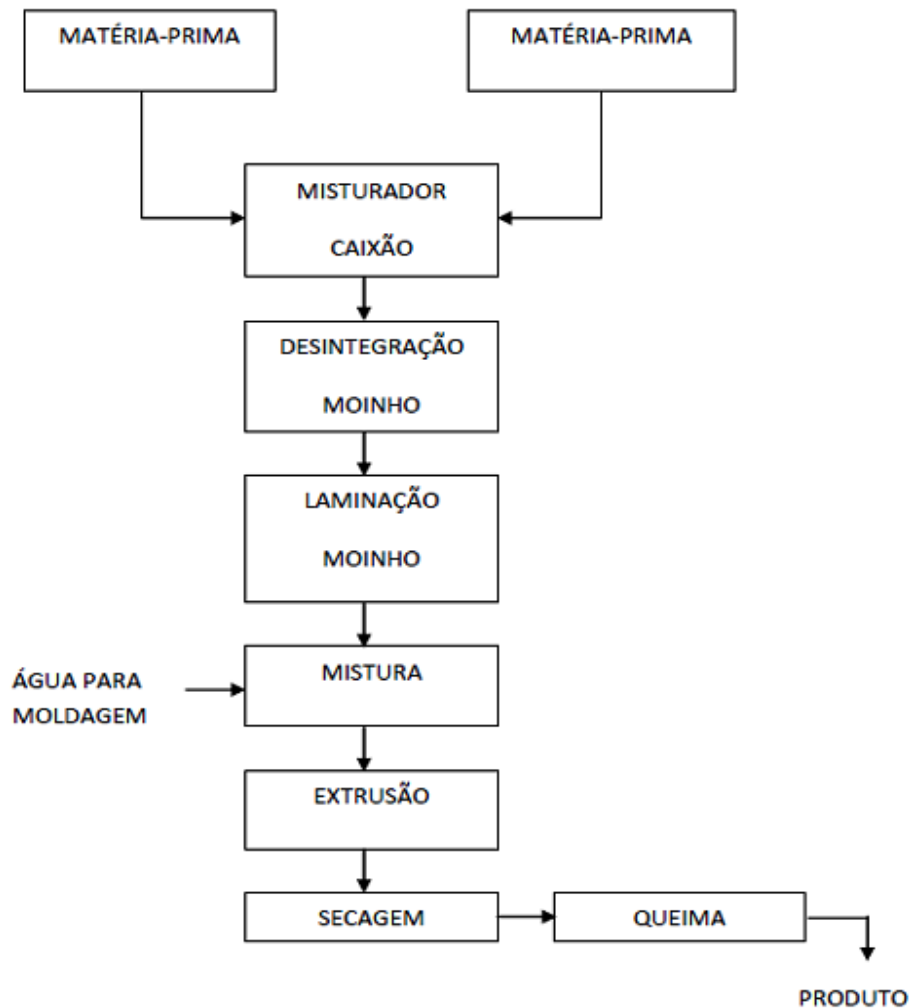 MATÉRIA-PRIMA
MATÉRIA-PRIMA
MISTURADOR
CAIXÃO
DESINTEGRAÇÃO
MOINHO
LAMINAÇÃO
MOINHO
ÁGUA PARA
MOLDAGEM
MISTURA
EXTRUSÃO
SECAGEM
QUEIMA
PRODUTO